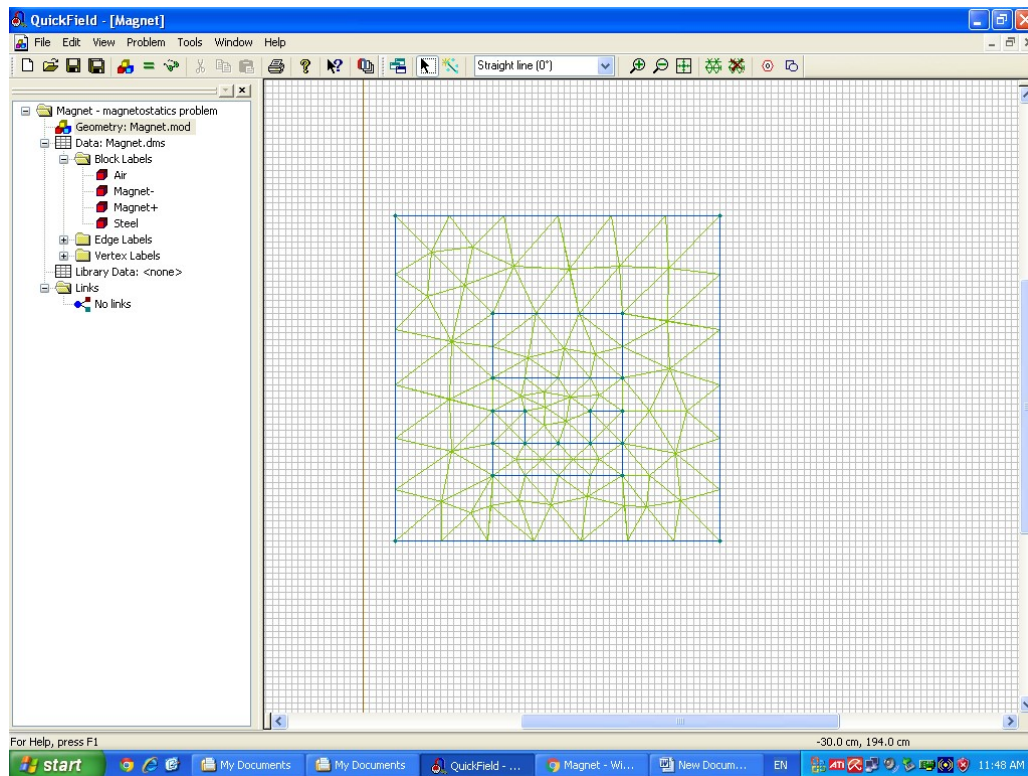 QuickField - [Magnet]
File Edit View Problem Tools Window Help
Straight line (0°)
Magnet - magnetostatics problem
Geometry: Magnet.mod
Data: Magnet.dms
Block Labels
Air
Magnet-
Magnet+
Steel
Edge Labels
Vertex Labels
Library Data: <none>
Links
No links
For Help, press F1
-30.0 cm, 194.0 cm
start
My Documents
My Documents
QuickField - ...
Magnet - Wi...
New Docum...
EN
ATI
11:48 AM